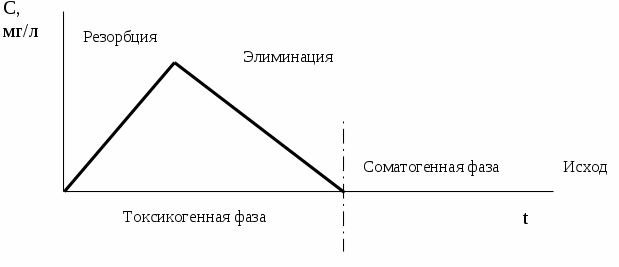 С,
мг/л
Резорбция
Элиминация
Соматогенная фаза
Исход
Токсикогенная фаза
t